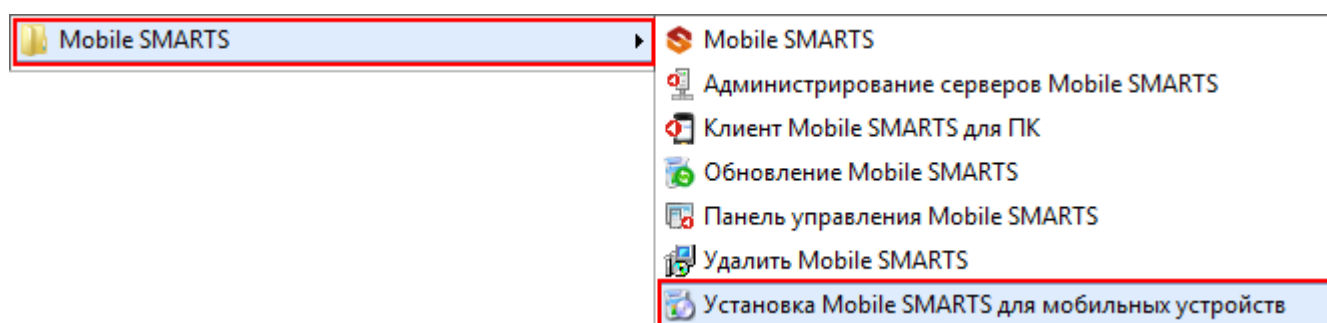 Mobile SMARTS
Mobile SMARTS
Администрирование серверов Mobile SMARTS
Клиент Mobile SMARTS для ПК
Обновление Mobile SMARTS
Панель управления Mobile SMARTS
Удалить Mobile SMARTS
Установка Mobile SMARTS для мобильных устройств